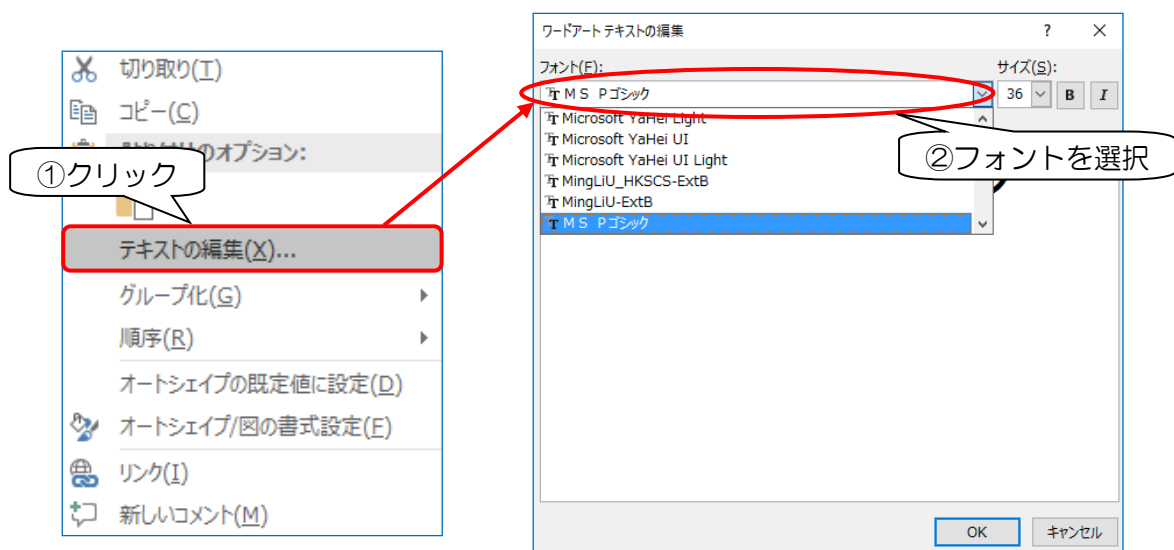 切り取り(T)
コピー(C)
のオプション:
①クリック
テキストの編集(X)...
グループ化(G)
順序(R)
オートシェイプの既定値に設定(D)
オートシェイプ/図の書式設定(F)
リンク(I)
新しいコメント(M)
ワードアート テキストの編集
フォント(F):
サイズ(S):
ＭＳ Ｐゴシック
36
B
I
Microsoft YaHei Light
Microsoft YaHei UI
Microsoft YaHei UI Light
MingLiU_HKSCS-ExtB
MingLiU-ExtB
ＭＳ Ｐゴシック
②フォントを選択
OK
キャンセル